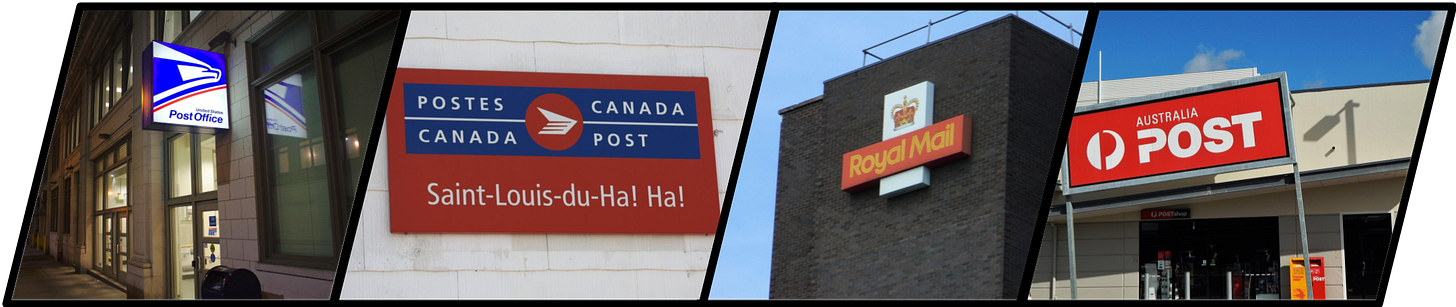 United States
Post Office
POSTES
CANADA
CANADA
POST
Saint-Louis-du-Ha! Ha!
Royal Mail
AUSTRALIA
POST
POSTshop